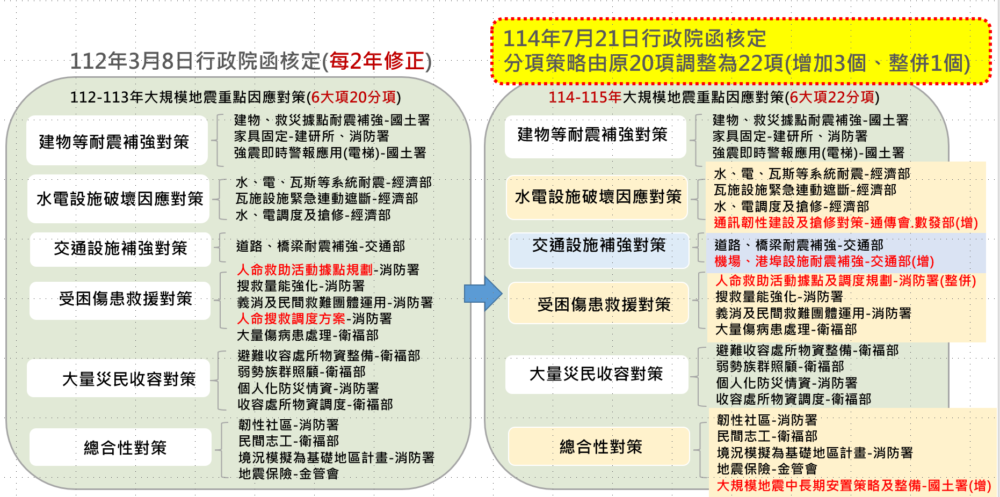 112年3月8日行政院函核定(每2年修正)
112-113年大規模地震重點因應對策(6大項20分項)
建物等耐震補強對策
建物、救災據點耐震補強-國土署
家具固定-建研所、消防署
強震即時警報應用(電梯)-國土署
水電設施破壞因應對策
水、電、瓦斯等系統耐震-經濟部
瓦施設施緊急連動遮斷-經濟部
水、電調度及搶修-經濟部
交通設施補強對策
道路、橋梁耐震補強-交通部
受困傷患救援對策
人命救助活動據點規劃-消防署
搜救量能強化-消防署
義消及民間救難團體運用-消防署
人命搜救調度方案-消防署
大量傷病患處理-衛福部
大量災民收容對策
避難收容處所物資整備-衛福部
弱勢族群照顧-衛福部
個人化防災情資-消防署
收容處所物資調度-衛福部
總合性對策
韌性社區-消防署
民間志工-衛福部
境況模擬為基礎地區計畫-消防署
地震保險-金管會
114年7月21日行政院函核定
分項策略由原20項調整為22項(增加3個、整併1個)
114-115年大規模地震重點因應對策(6大項22分項)
建物等耐震補強對策
建物、救災據點耐震補強-國土署
家具固定-建研所、消防署
強震即時警報應用(電梯)-國土署
水電設施破壞因應對策
水、電、瓦斯等系統耐震-經濟部
瓦施設施緊急連動遮斷-經濟部
水、電調度及搶修-經濟部
通訊韌性建設及搶修對策-通傳會.數發部(增)
交通設施補強對策
道路、橋梁耐震補強-交通部
機場、港埠設施耐震補強-交通部(增)
受困傷患救援對策
人命救助活動據點及調度規劃-消防署(整併)
搜救量能強化-消防署
義消及民間救難團體運用-消防署
大量傷病患處理-衛福部
大量災民收容對策
避難收容處所物資整備-衛福部
弱勢族群照顧-衛福部
個人化防災情資-消防署
收容處所物資調度-衛福部
總合性對策
韌性社區-消防署
民間志工-衛福部
境況模擬為基礎地區計畫-消防署
地震保險-金管會
大規模地震中長期安置策略及整備-國土署(增)